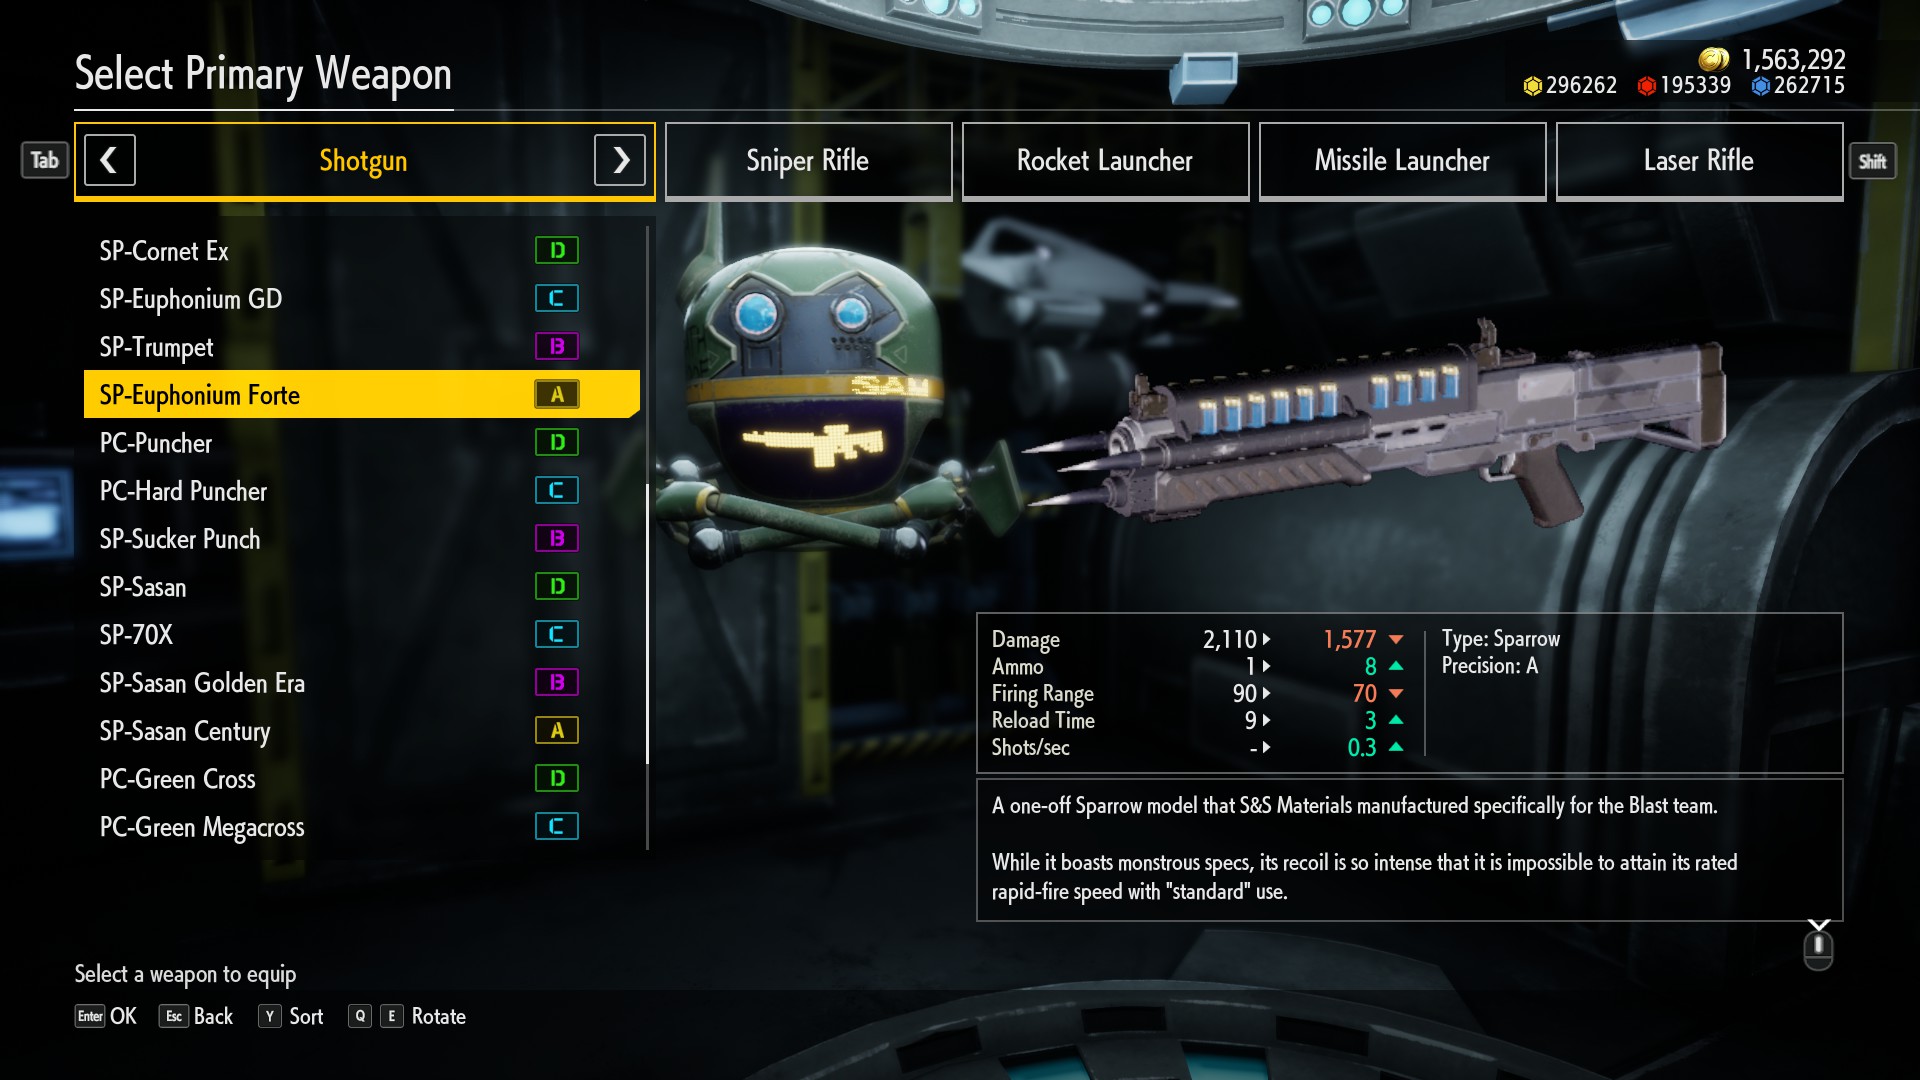 Select Primary Weapon
1,563,292
296262 195339 262715
Tab Shotgun Sniper Rifle Rocket Launcher Missile Launcher Laser Rifle Shift
SP-Cornet Ex D
SP-Euphonium GD C
SP-Trumpet B
SP-Euphonium Forte A
PC-Puncher D
PC-Hard Puncher C
SP-Sucker Punch B
SP-Sasan D
SP-70X C
SP-Sasan Golden Era B
SP-Sasan Century A
PC-Green Cross D
PC-Green Megacross C
Damage 2,110 1,577
Ammo 1 8
Firing Range 90 70
Reload Time 9 3
Shots/sec - 0.3
Type: Sparrow
Precision: A
A one-off Sparrow model that S&S Materials manufactured specifically for the Blast team.
While it boasts monstrous specs, its recoil is so intense that it is impossible to attain its rated
rapid-fire speed with "standard" use.
Select a weapon to equip
Enter OK Esc Back Y Sort Q E Rotate